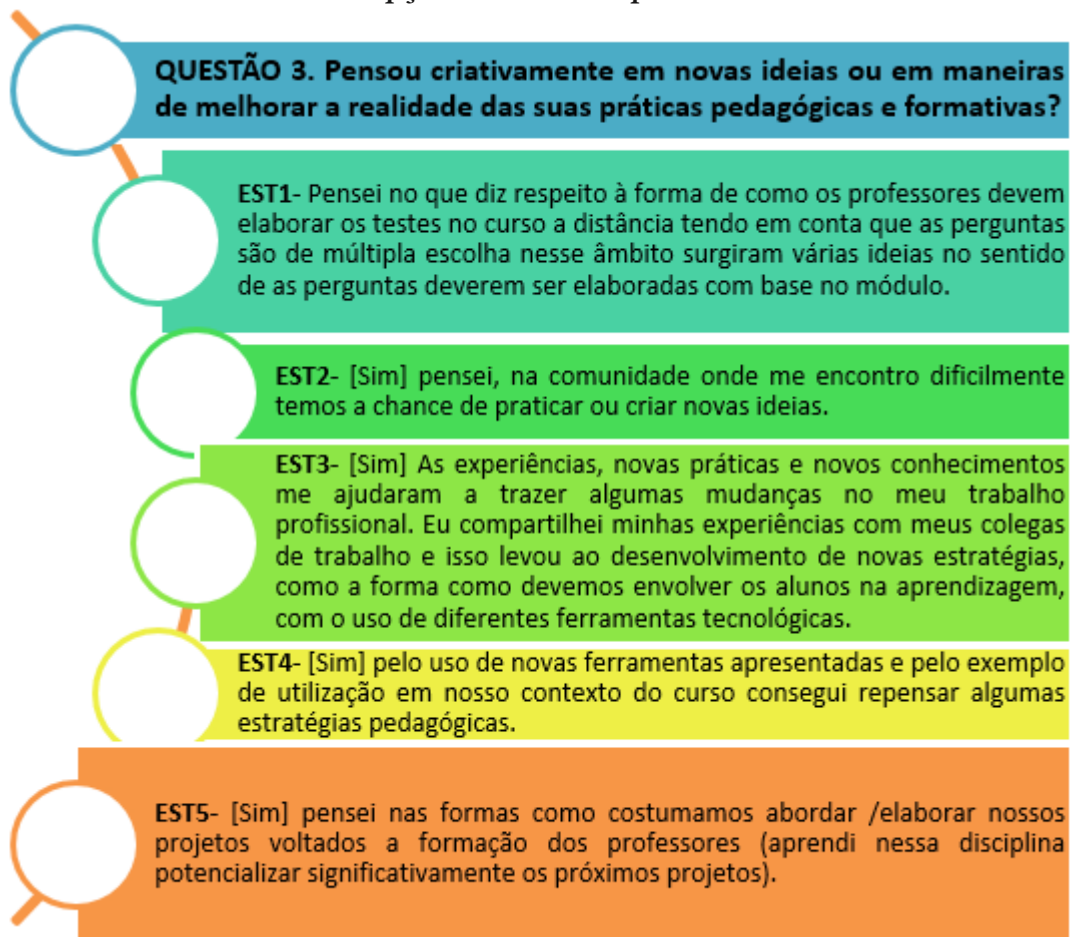 QUESTÃO 3. Pensou criativamente em novas ideias ou em maneiras
de melhorar a realidade das suas práticas pedagógicas e formativas?
EST1- Pensei no que diz respeito à forma de como os professores devem
elaborar os testes no curso a distância tendo em conta que as perguntas
são de múltipla escolha nesse âmbito surgiram várias ideias no sentido
de as perguntas deverem ser elaboradas com base no módulo.
EST2- [Sim] pensei, na comunidade onde me encontro dificilmente
temos a chance de praticar ou criar novas ideias.
EST3- [Sim] As experiências, novas práticas e novos conhecimentos
me ajudaram a trazer algumas mudanças no meu trabalho
profissional. Eu compartilhei minhas experiências com meus colegas
de trabalho e isso levou ao desenvolvimento de novas estratégias,
como a forma como devemos envolver os alunos na aprendizagem,
com o uso de diferentes ferramentas tecnológicas.
EST4- [Sim] pelo uso de novas ferramentas apresentadas e pelo exemplo
de utilização em nosso contexto do curso consegui repensar algumas
estratégias pedagógicas.
EST5- [Sim] pensei nas formas como costumamos abordar /elaborar nossos
projetos voltados a formação dos professores (aprendi nessa disciplina
potencializar significativamente os próximos projetos).